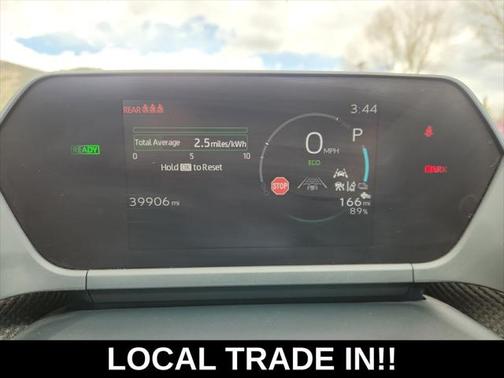 REAR
3:44
READY
Total Average 2.5 miles/kWh
0 5 10
Hold OK to Reset
0 MPH
P
ECO
STOP
PARK
39906 mi
166 mi
89%
LOCAL TRADE IN!!